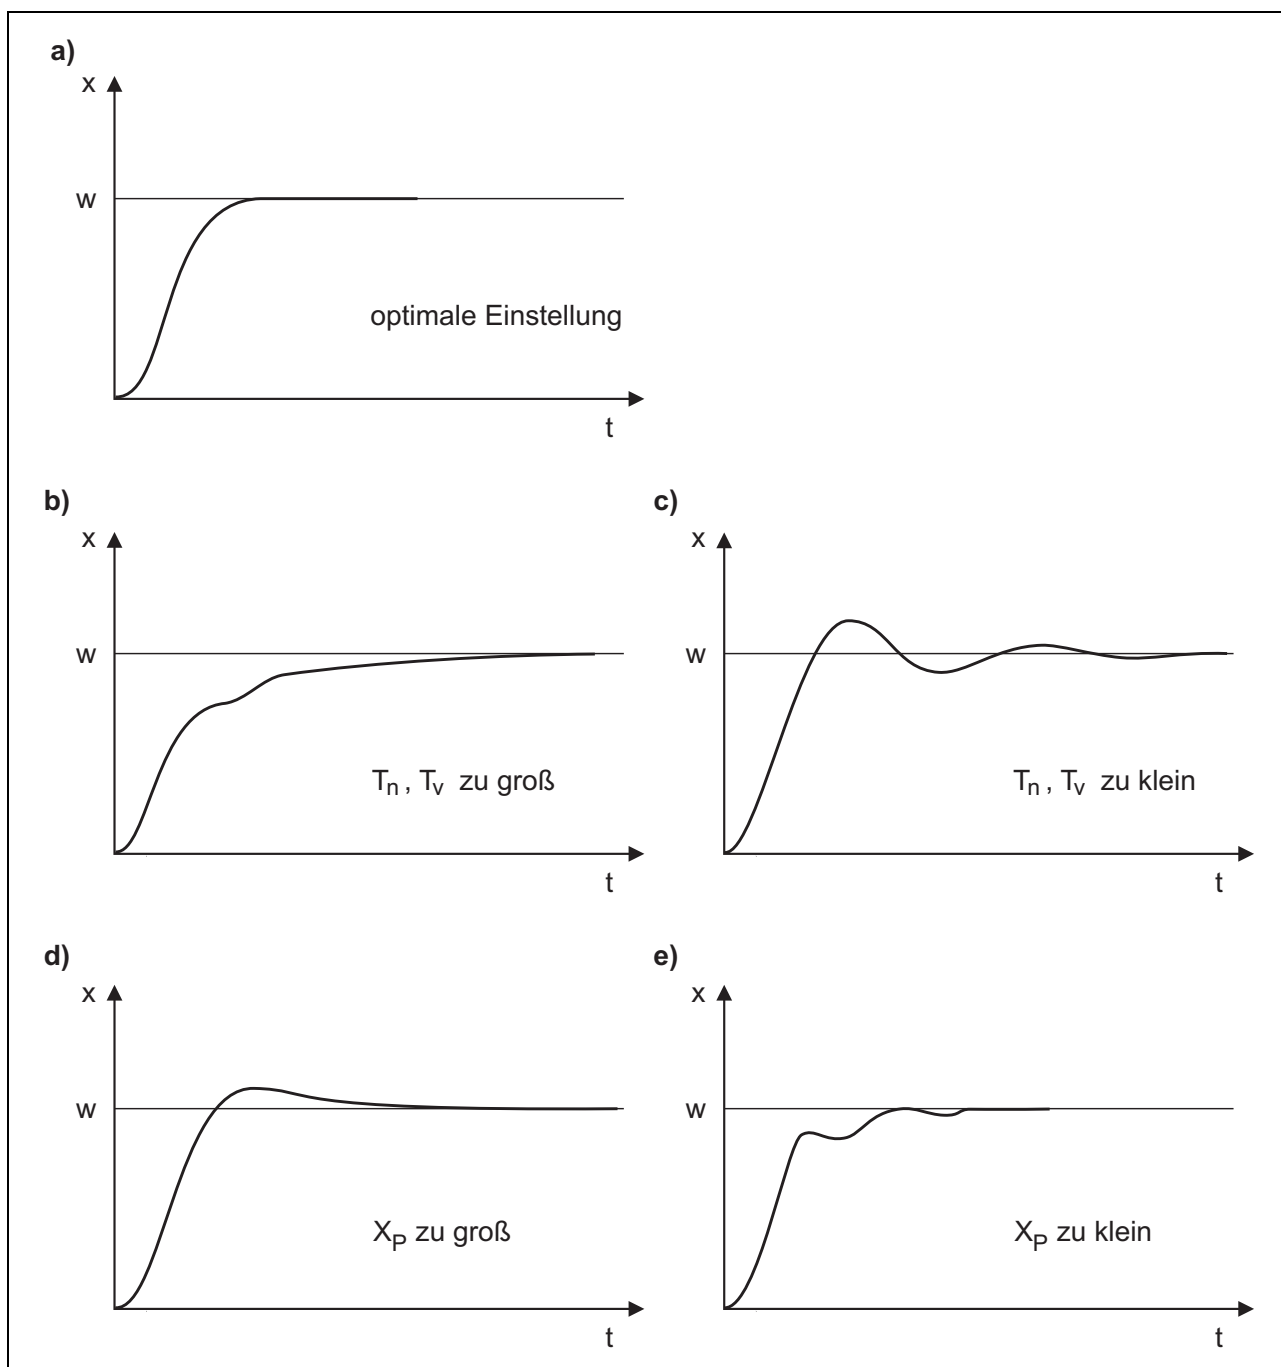 a)
x
w
optimale Einstellung
t
b)
x
w
Tn , Tv zu groß
t
c)
x
w
Tn , Tv zu klein
t
d)
x
w
XP zu groß
t
e)
x
w
XP zu klein
t